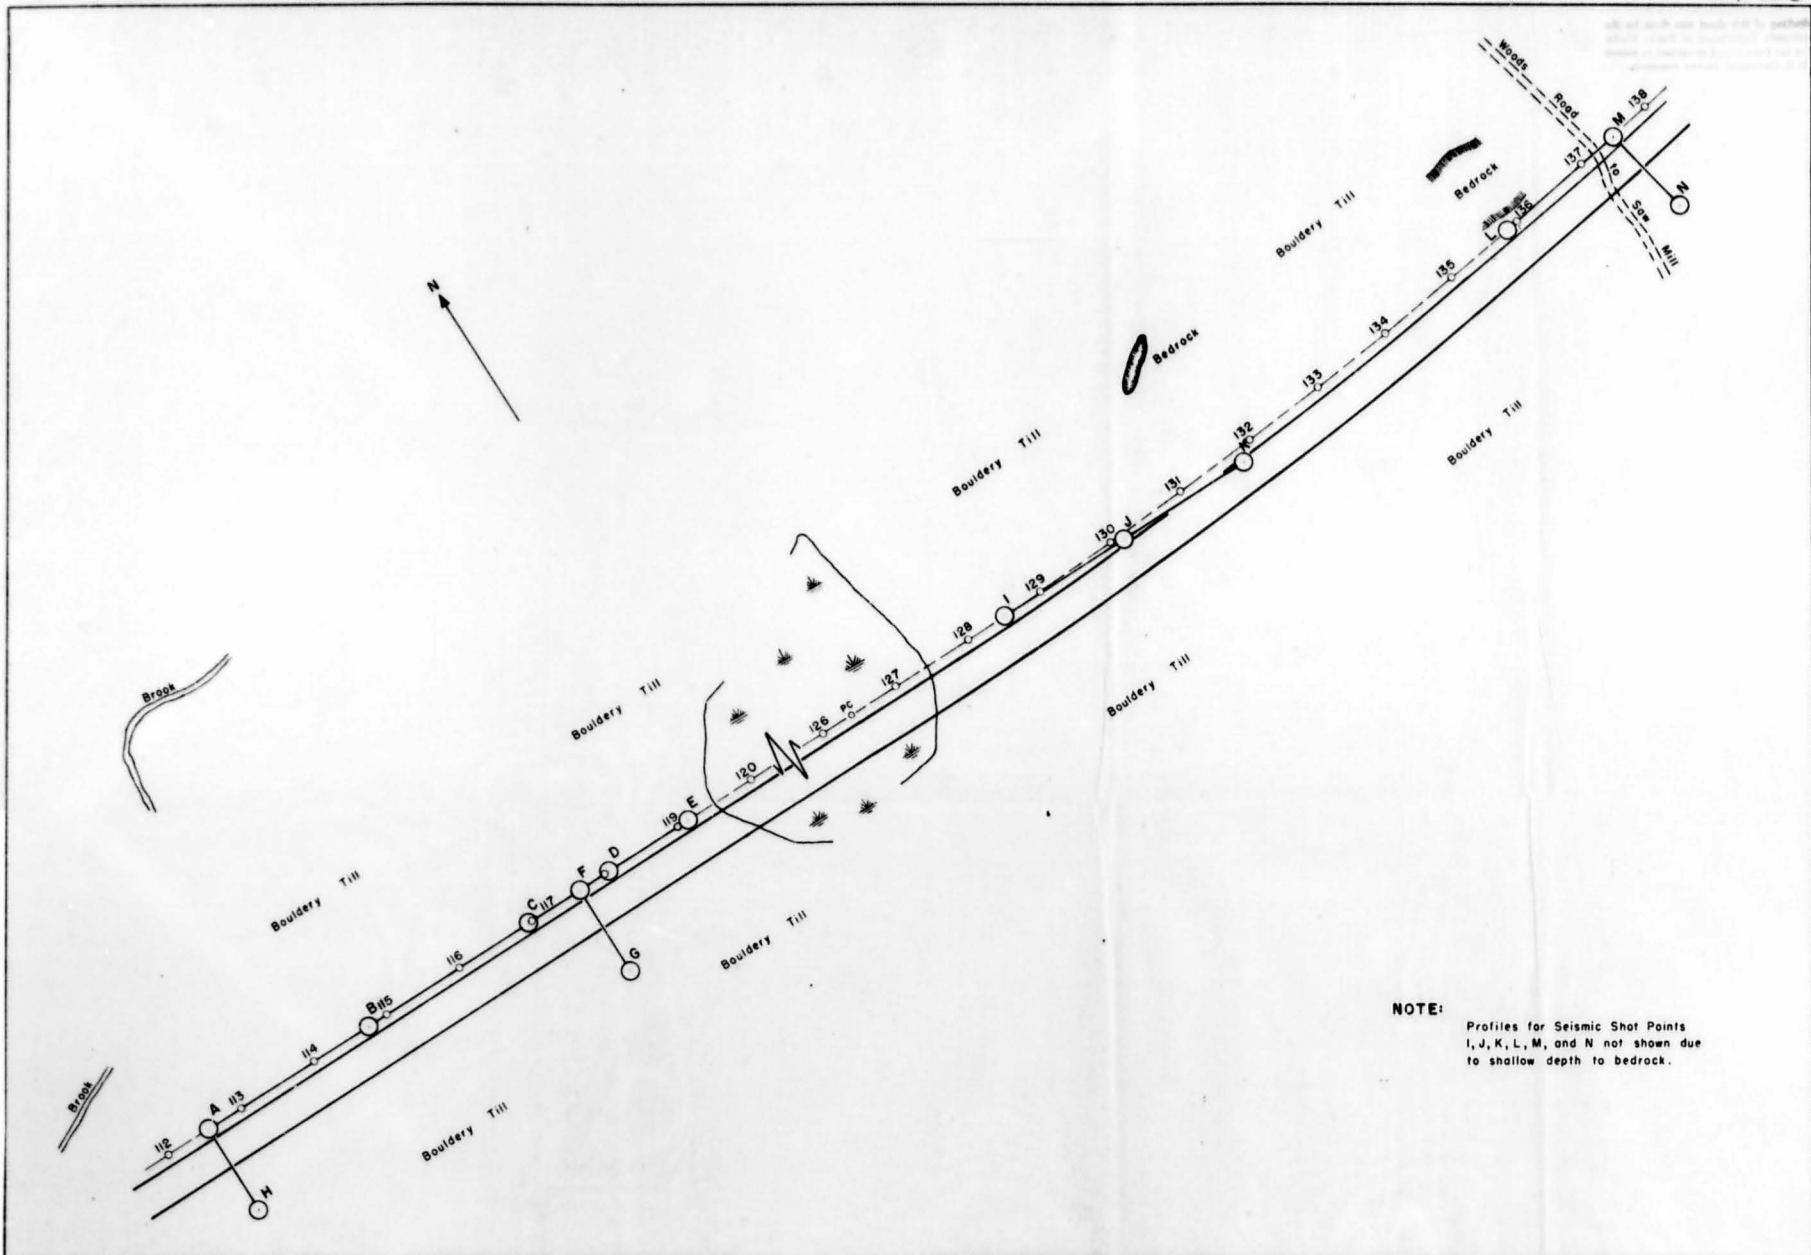 Woods
Road
to
Saw
Mill
138
M
137
N
Bedrock
136
L
Bouldery Till
135
134
N
Bedrock
133
132
K
Bouldery Till
Bouldery Till
131
130
J
129
I
128
127
PC
126
Bouldery Till
Bouldery Till
Brook
120
E
119
D
F
C
117
G
Bouldery Till
Bouldery Till
116
B
115
114
NOTE:
Profiles for Seismic Shot Points
I, J, K, L, M, and N not shown due
to shallow depth to bedrock.
Brook
A
113
112
H
Bouldery Till